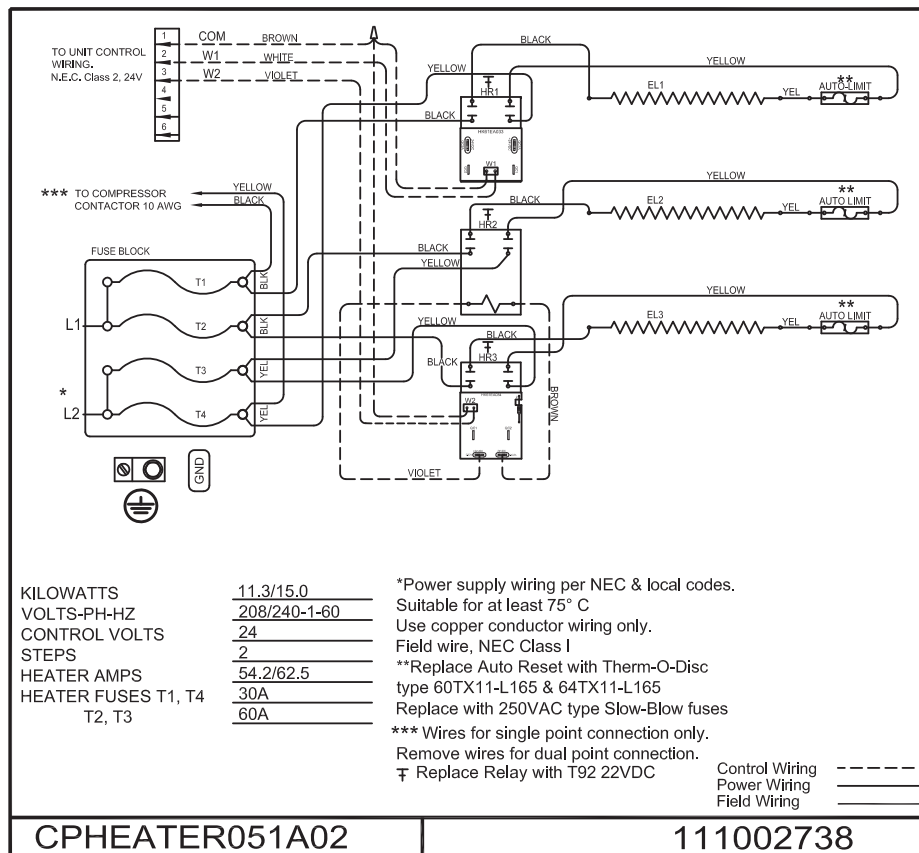 TO UNIT CONTROL
WIRING.
N.E.C. Class 2, 24V
1
2
3
4
5
6
COM
BROWN
W1
WHITE
W2
VIOLET
BLACK
YELLOW
YELLOW
HR1
BLACK
W1
EL1
YEL
**
AUTO-LIMIT
*** TO COMPRESSOR
CONTACTOR 10 AWG
YELLOW
BLACK
YELLOW
BLACK
HR2
EL2
YEL
**
AUTO LIMIT
FUSE BLOCK
BLACK
YELLOW
T1
BLK
L1
T2
BLK
T3
YEL
*
L2
T4
YEL
YELLOW
YELLOW
BLACK
BLACK
HR3
W2
EL3
YEL
**
AUTO LIMIT
BROWN
VIOLET
GND
KILOWATTS 11.3/15.0
VOLTS-PH-HZ 208/240-1-60
CONTROL VOLTS 24
STEPS 2
HEATER AMPS 54.2/62.5
HEATER FUSES T1, T4 30A
T2, T3 60A
*Power supply wiring per NEC & local codes.
Suitable for at least 75° C
Use copper conductor wiring only.
Field wire, NEC Class I
**Replace Auto Reset with Therm-O-Disc
type 60TX11-L165 & 64TX11-L165
Replace with 250VAC type Slow-Blow fuses
*** Wires for single point connection only.
Remove wires for dual point connection.
Replace Relay with T92 22VDC
Control Wiring
Power Wiring
Field Wiring
CPHEATER051A02
111002738